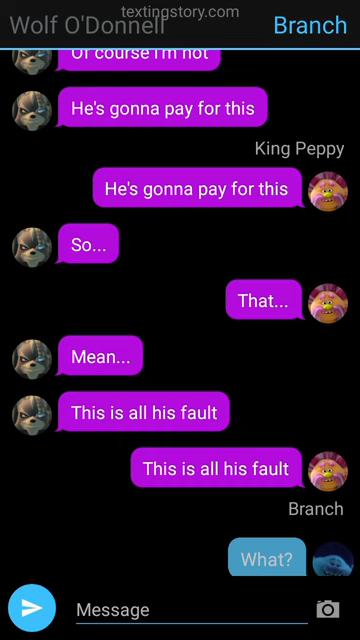 textingstory.com
Wolf O'Donnell
Branch
Of course I'm not
He's gonna pay for this
King Peppy
He's gonna pay for this
So...
That...
Mean...
This is all his fault
This is all his fault
Branch
What?
Message